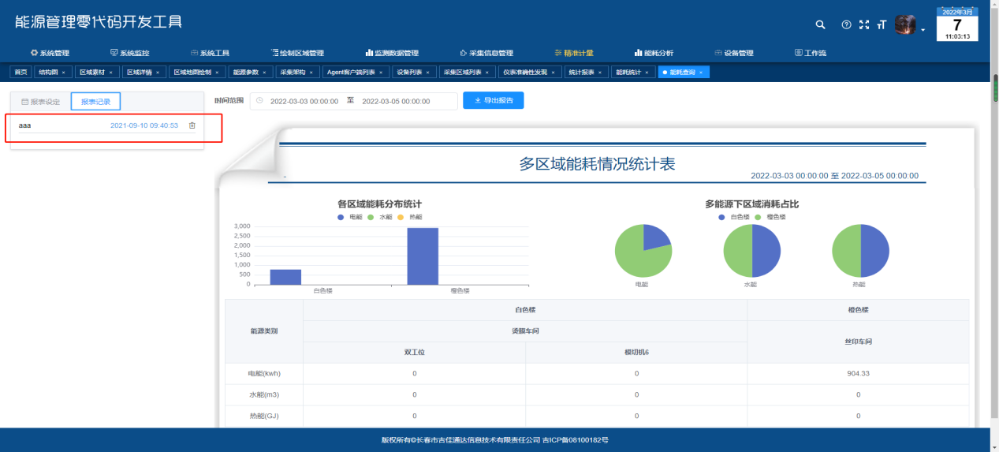 能源管理零代码开发工具
2022年3月
7
11:03:13
系统管理 系统监控 系统工具 绘制区域管理 监测数据管理 采集信息管理 精准计量 能耗分析 设备管理 工作流
首页 结构图 × 区域素材 × 区域详情 × 区域地图绘制 × 能源参数 × 采集架构 × Agent客户端列表 × 设备列表 × 采集区域列表 × 仪表准确性发现 × 统计报表 × 能耗统计 × 能耗查询 ×
报表设定 报表记录 时间范围 2022-03-03 00:00:00 至 2022-03-05 00:00:00 导出报告
aaa 2021-09-10 09:40:53
多区域能耗情况统计表
- 2022-03-03 00:00:00 至 2022-03-05 00:00:00
各区域能耗分布统计
电能 水能 热能
3,000
2,500
2,000
1,500
1,000
500
0
白色楼 橙色楼
多能源下区域消耗占比
白色楼 橙色楼
电能 水能 热能
能源类别 白色楼 橙色楼
烫膜车间 丝印车间
双工位 模切机6
电能(kwh) 0 0 904.33
水能(m3) 0 0 0
热能(GJ) 0 0 0
版权所有©长春市吉佳通达信息技术有限责任公司 吉ICP备08100182号